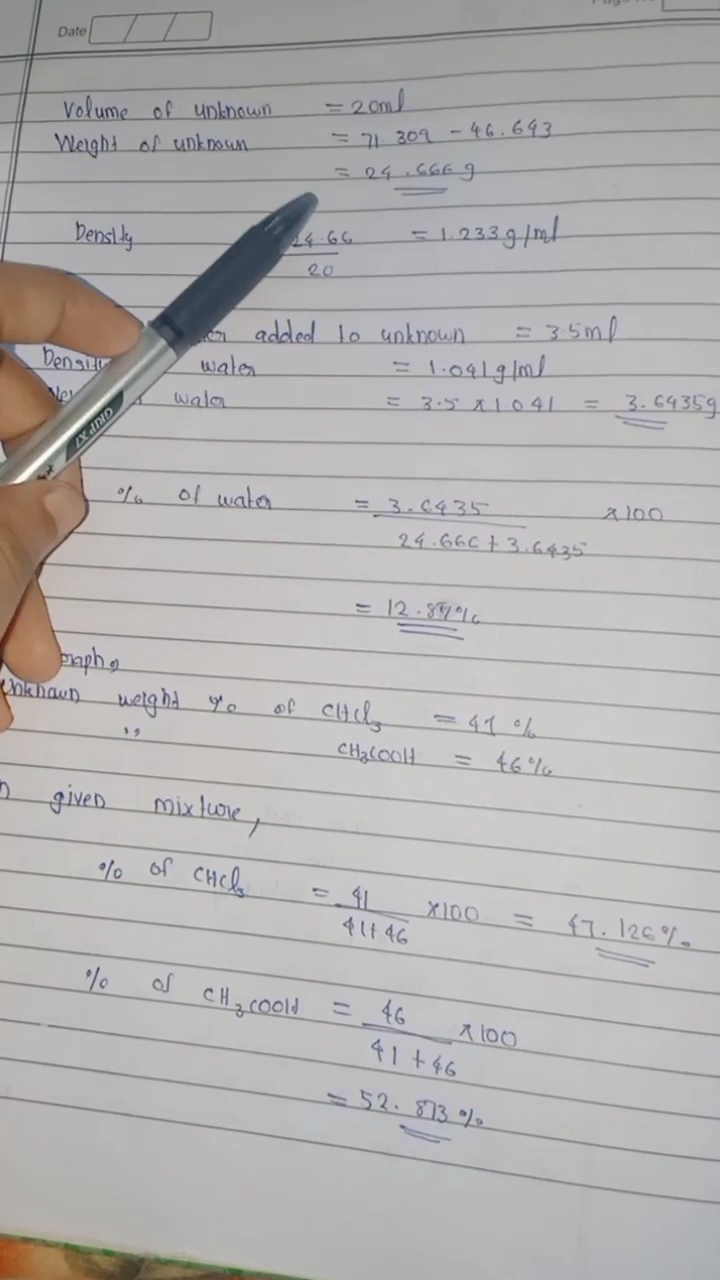 Date
Volume of unknown = 20ml
Weight of unknown = 71 309 - 46.643
= 24.666 g
Density 24.66 = 1.233g/ml
20
added to unknown = 3.5ml
water = 1.041g/ml
water = 3.5 x 1041 = 3.6435g
% of water = 3.6435 x100
24.666 + 3.6435
= 12.87%
unknown weight % of CHCl3 = 41 %
,, CH3COOH = 46%
given mixture,
% of CHCl3 = 41 x100 = 47.126%
41+46
% of CH3COOH = 46 x100
41 + 46
= 52.873%